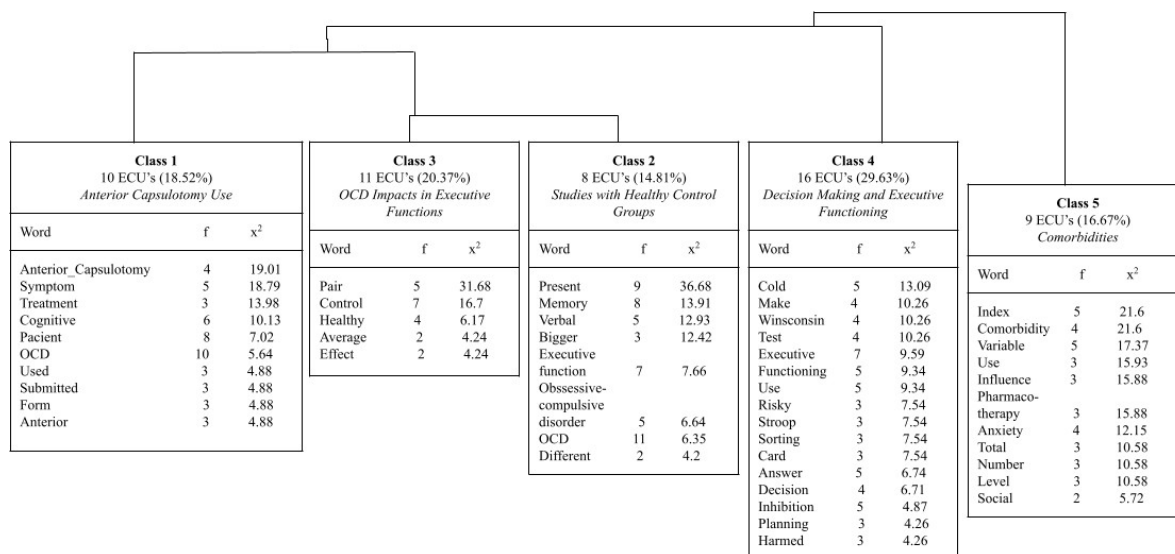 Class 1
10 ECU's (18.52%)
Anterior Capsulotomy Use
Word f x²
Anterior_Capsulotomy 4 19.01
Symptom 5 18.79
Treatment 3 13.98
Cognitive 6 10.13
Pacient 8 7.02
OCD 10 5.64
Used 3 4.88
Submitted 3 4.88
Form 3 4.88
Anterior 3 4.88
Class 3
11 ECU's (20.37%)
OCD Impacts in Executive
Functions
Word f x²
Pair 5 31.68
Control 7 16.7
Healthy 4 6.17
Average 2 4.24
Effect 2 4.24
Class 2
8 ECU's (14.81%)
Studies with Healthy Control
Groups
Word f x²
Present 9 36.68
Memory 8 13.91
Verbal 5 12.93
Bigger 3 12.42
Executive
function 7 7.66
Obssessive-
compulsive
disorder 5 6.64
OCD 11 6.35
Different 2 4.2
Class 4
16 ECU's (29.63%)
Decision Making and Executive
Functioning
Word f x²
Cold 5 13.09
Make 4 10.26
Winsconsin 4 10.26
Test 4 10.26
Executive 7 9.59
Functioning 5 9.34
Use 5 9.34
Risky 3 7.54
Stroop 3 7.54
Sorting 3 7.54
Card 3 7.54
Answer 5 6.74
Decision 4 6.71
Inhibition 5 4.87
Planning 3 4.26
Harmed 3 4.26
Class 5
9 ECU's (16.67%)
Comorbidities
Word f x²
Index 5 21.6
Comorbidity 4 21.6
Variable 5 17.37
Use 3 15.93
Influence 3 15.88
Pharmaco-
therapy 3 15.88
Anxiety 4 12.15
Total 3 10.58
Number 3 10.58
Level 3 10.58
Social 2 5.72